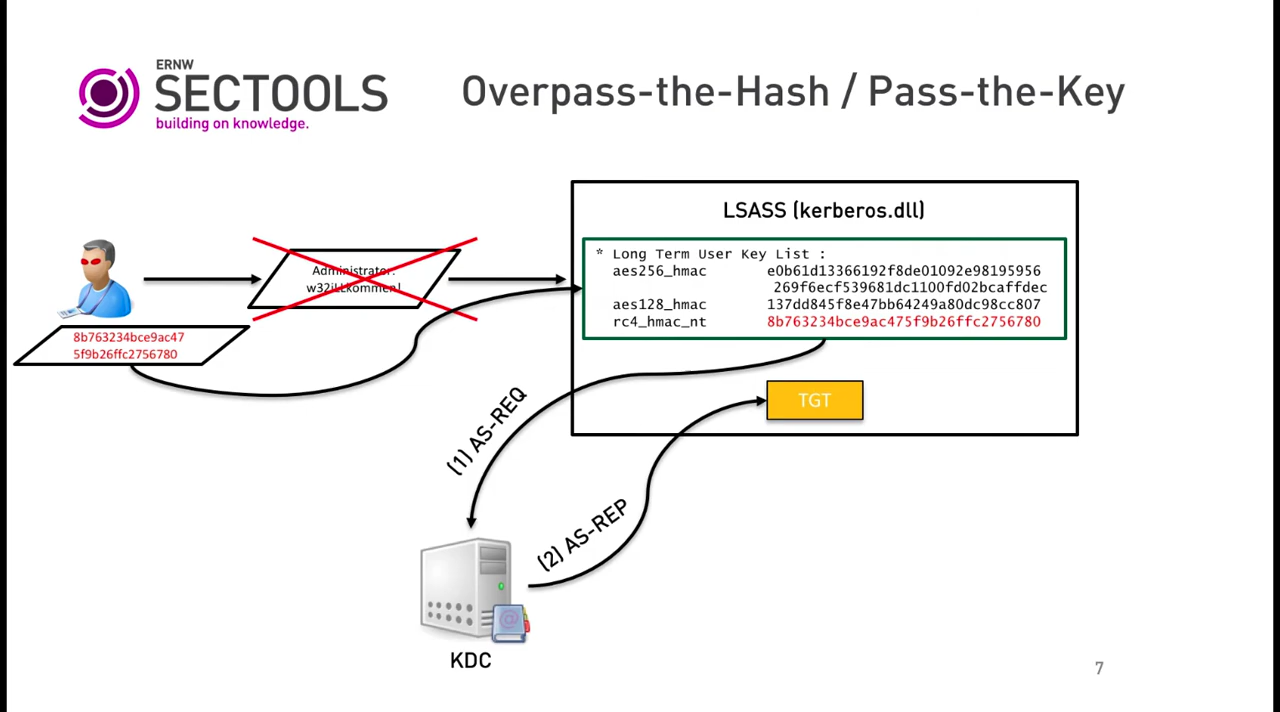 ERNW
SECTOOLS
building on knowledge.
Overpass-the-Hash / Pass-the-Key
LSASS (kerberos.dll)
* Long Term User Key List :
aes256_hmac e0b61d13366192f8de01092e98195956
269f6ecf539681dc1100fd02bcaffdec
aes128_hmac 137dd845f8e47bb64249a80dc98cc807
rc4_hmac_nt 8b763234bce9ac475f9b26ffc2756780
Administrator:
8b763234bce9ac47
5f9b26ffc2756780
TGT
(1) AS-REQ
(2) AS-REP
KDC
7